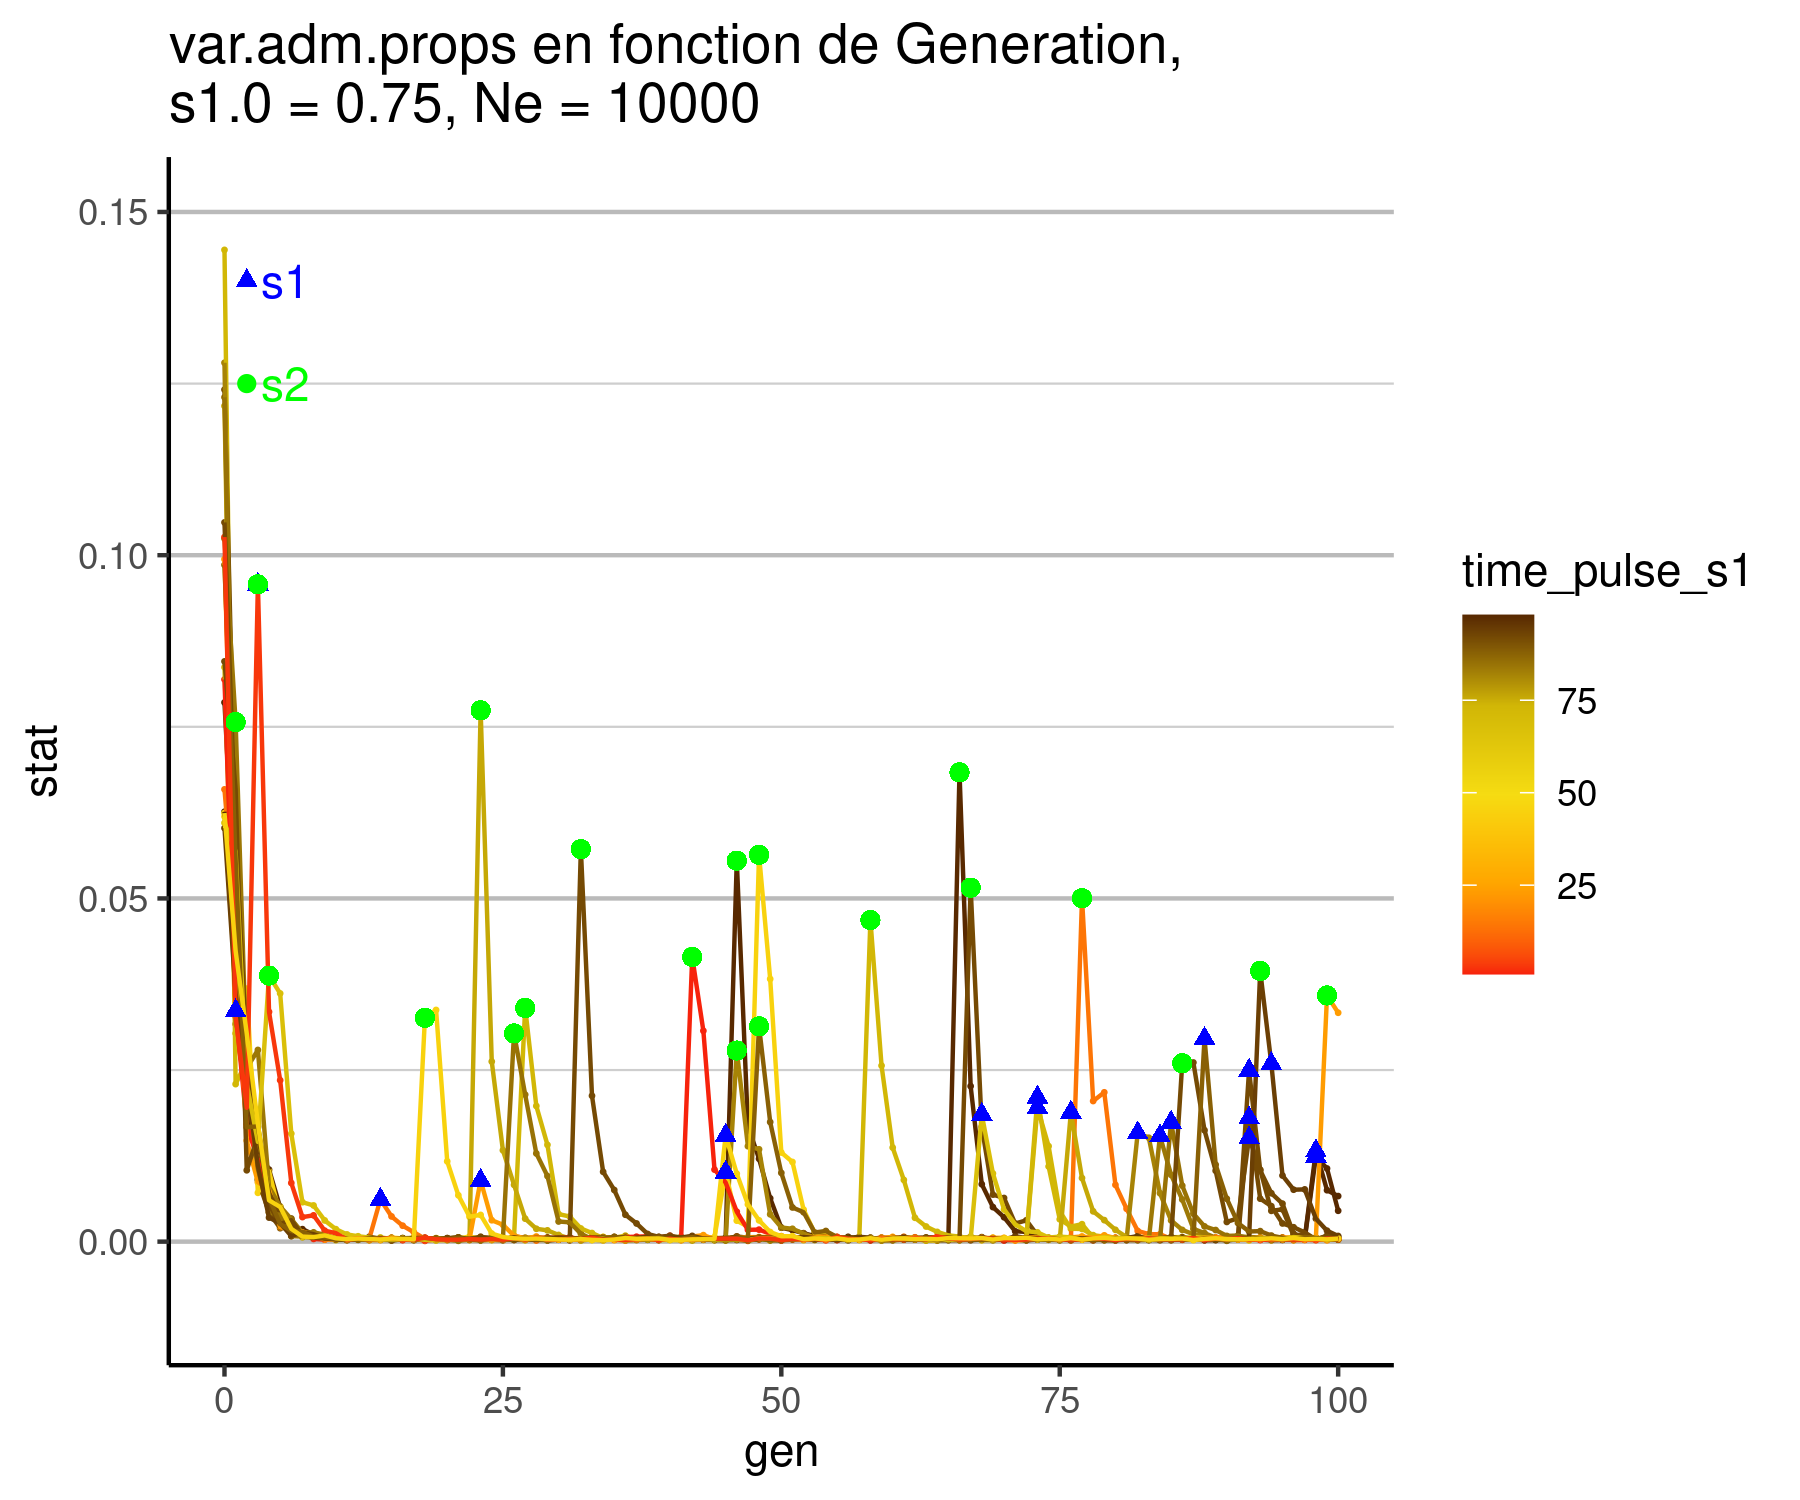 var.adm.props en fonction de Generation,
s1.0 = 0.75, Ne = 10000
0.15
0.10
0.05
0.00
stat
s1
s2
0
25
50
75
100
gen
time_pulse_s1
75
50
25